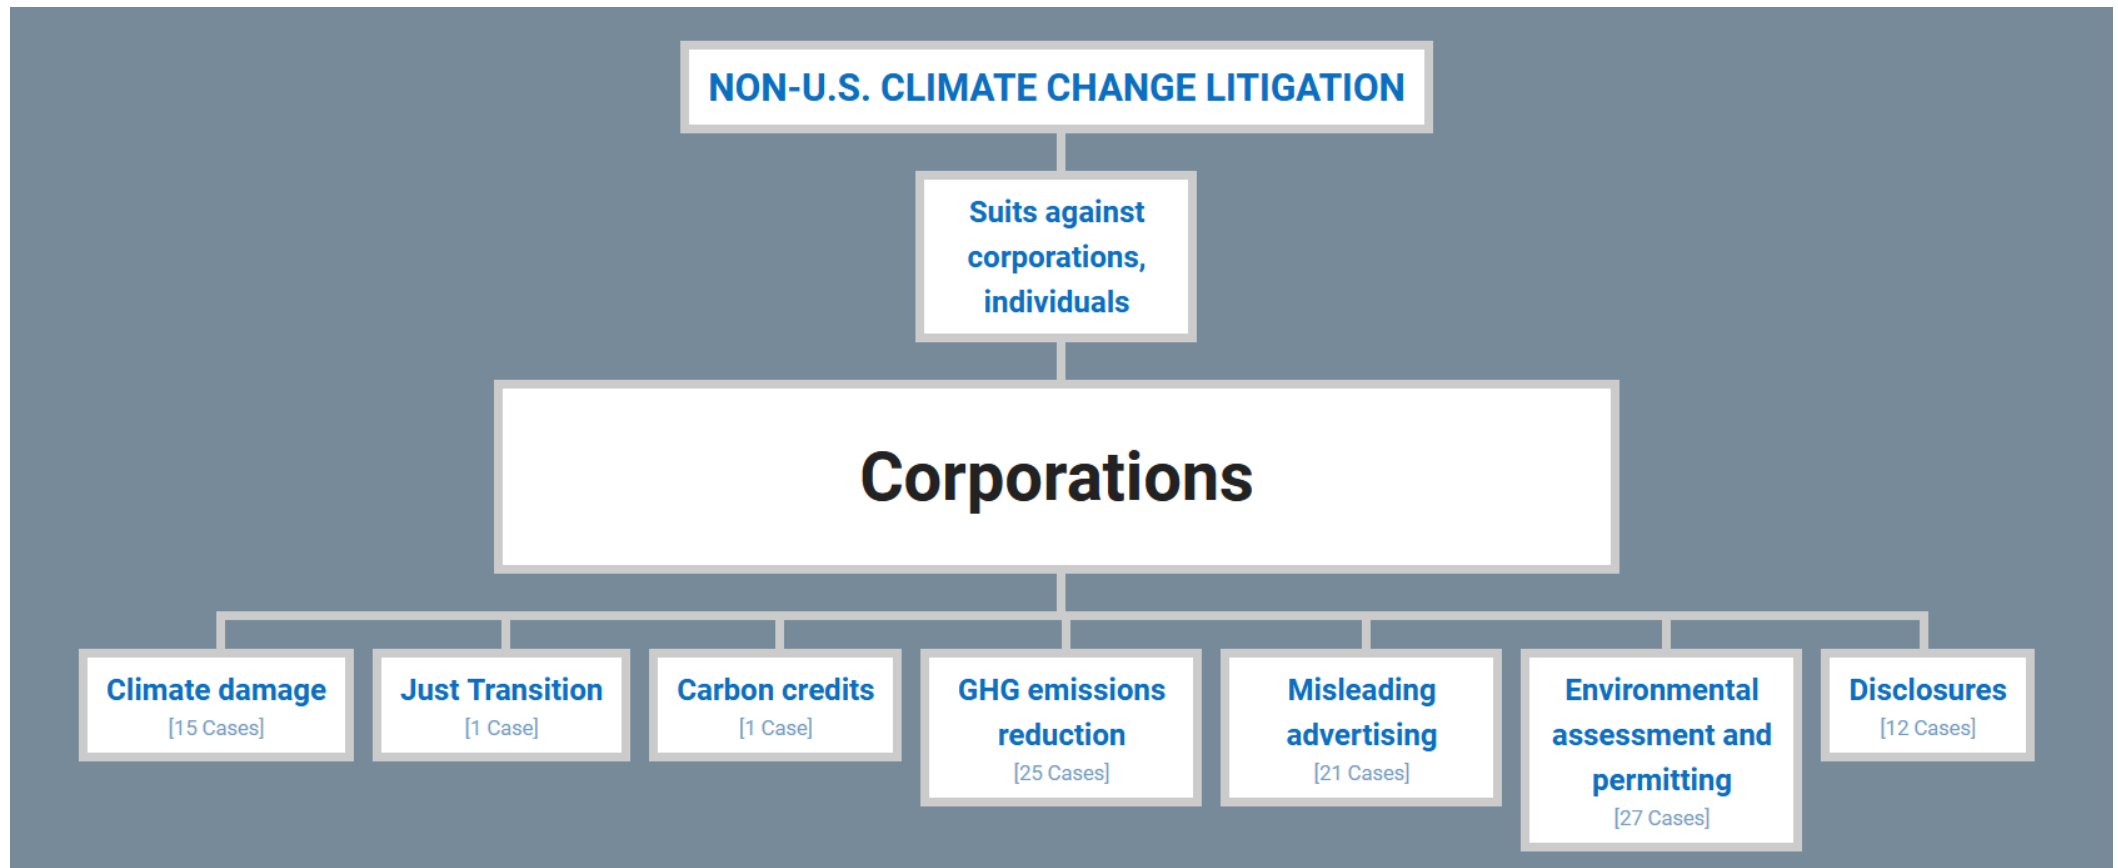 NON-U.S. CLIMATE CHANGE LITIGATION
Suits against
corporations,
individuals
Corporations
Climate damage
[15 Cases]
Just Transition
[1 Case]
Carbon credits
[1 Case]
GHG emissions
reduction
[25 Cases]
Misleading
advertising
[21 Cases]
Environmental
assessment and
permitting
[27 Cases]
Disclosures
[12 Cases]